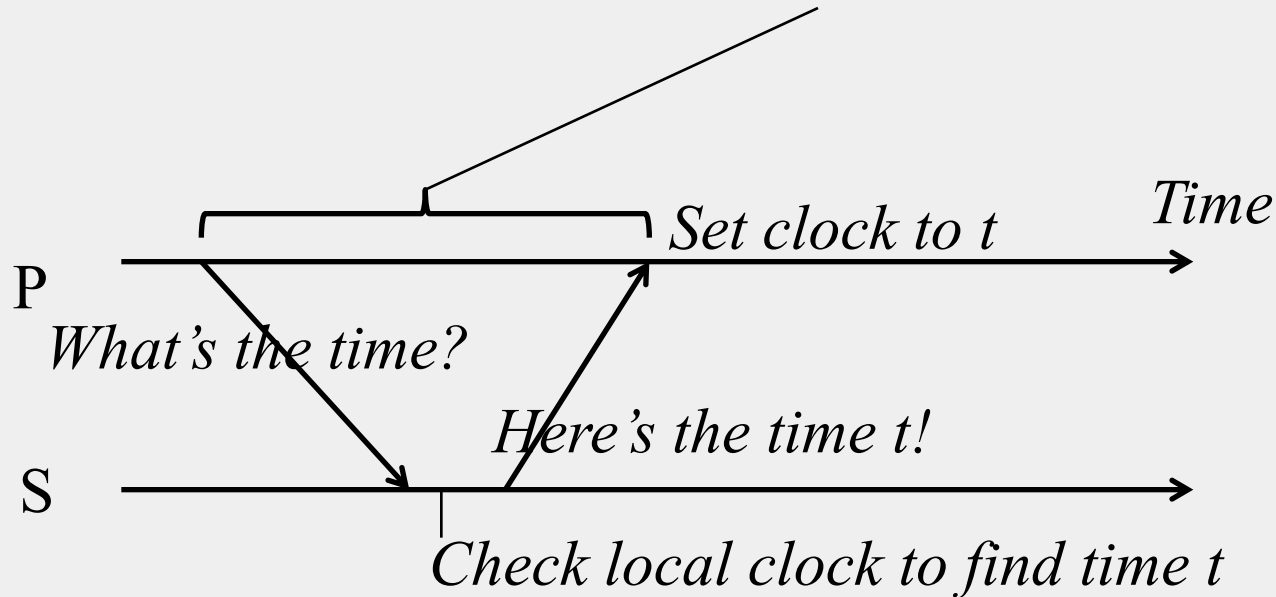 Time
Set clock to t
P
What’s the time?
Here’s the time t!
S
Check local clock to find time t